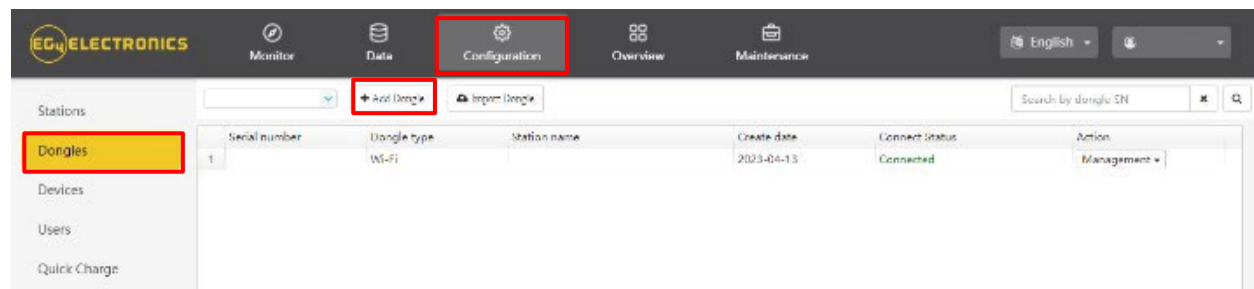 EG4 ELECTRONICS
Monitor
Data
Configuration
Overview
Maintenance
English
Stations
+ Add Dongle
Import Dongle
Search by dongle SN
Dongles
Serial number Dongle type Station name Create date Connect Status Action
1 Wi-Fi 2023-04-13 Connected Management
Devices
Users
Quick Charge